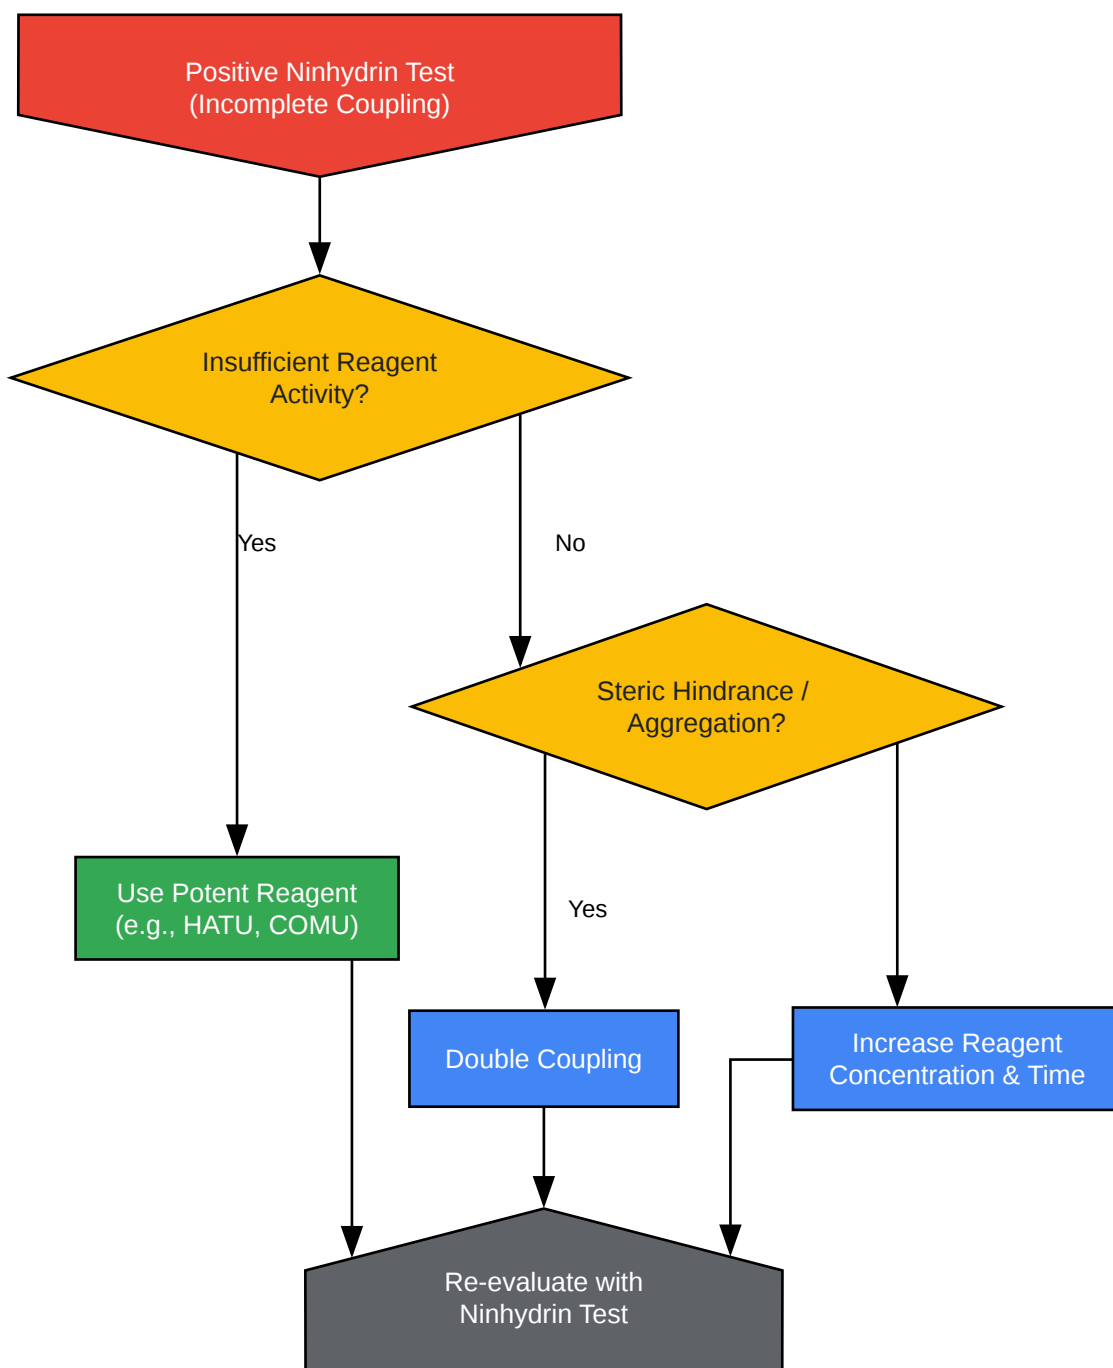 Positive Ninhydrin Test
(Incomplete Coupling)
Insufficient Reagent
Activity?
Yes
No
Steric Hindrance /
Aggregation?
Use Potent Reagent
(e.g., HATU, COMU)
Yes
Double Coupling
Increase Reagent
Concentration & Time
Re-evaluate with
Ninhydrin Test